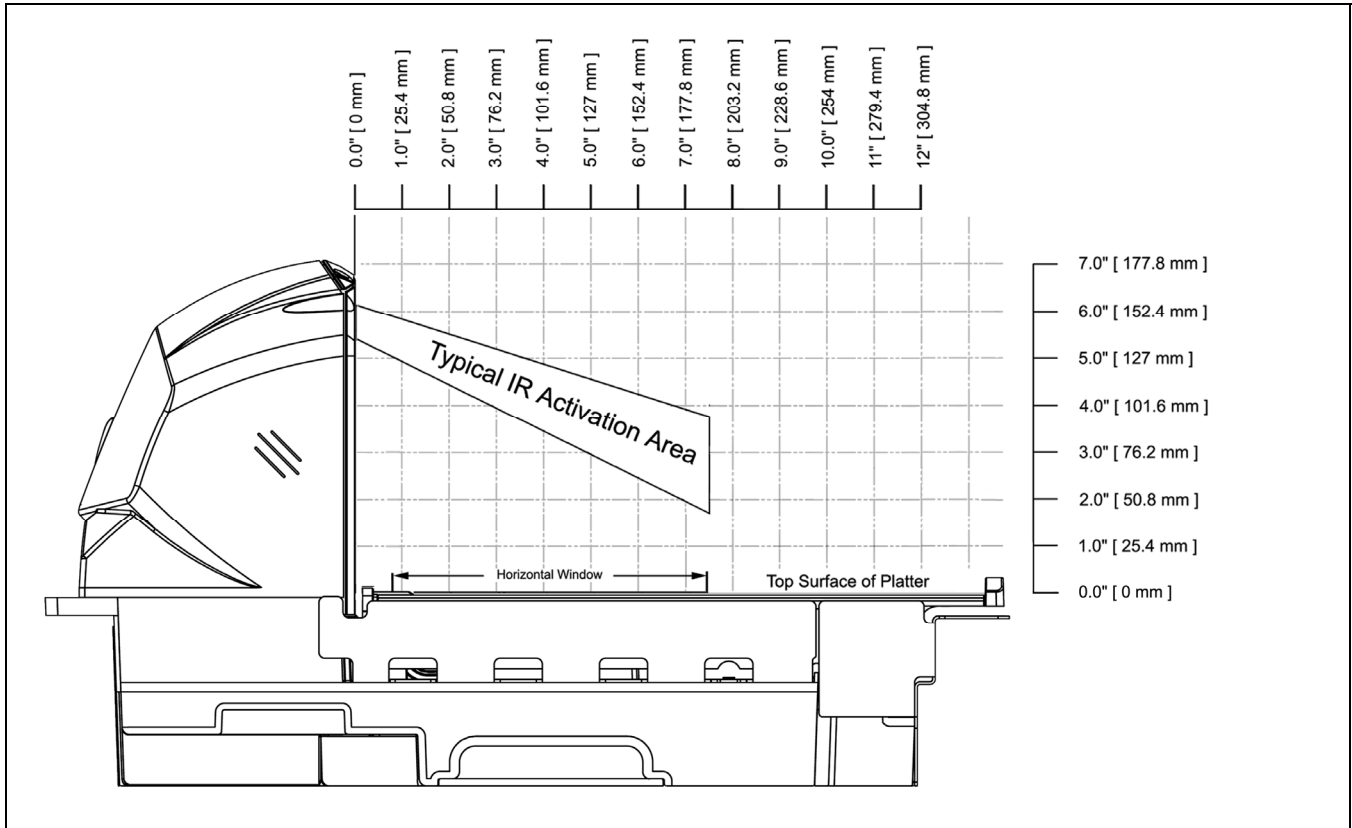 0.0" [ 0 mm ]
1.0" [ 25.4 mm ]
2.0" [ 50.8 mm ]
3.0" [ 76.2 mm ]
4.0" [ 101.6 mm ]
5.0" [ 127 mm ]
6.0" [ 152.4 mm ]
7.0" [ 177.8 mm ]
8.0" [ 203.2 mm ]
9.0" [ 228.6 mm ]
10.0" [ 254 mm ]
11" [ 279.4 mm ]
12" [ 304.8 mm ]
7.0" [ 177.8 mm ]
6.0" [ 152.4 mm ]
5.0" [ 127 mm ]
4.0" [ 101.6 mm ]
3.0" [ 76.2 mm ]
2.0" [ 50.8 mm ]
1.0" [ 25.4 mm ]
0.0" [ 0 mm ]
Typical IR Activation Area
Horizontal Window
Top Surface of Platter